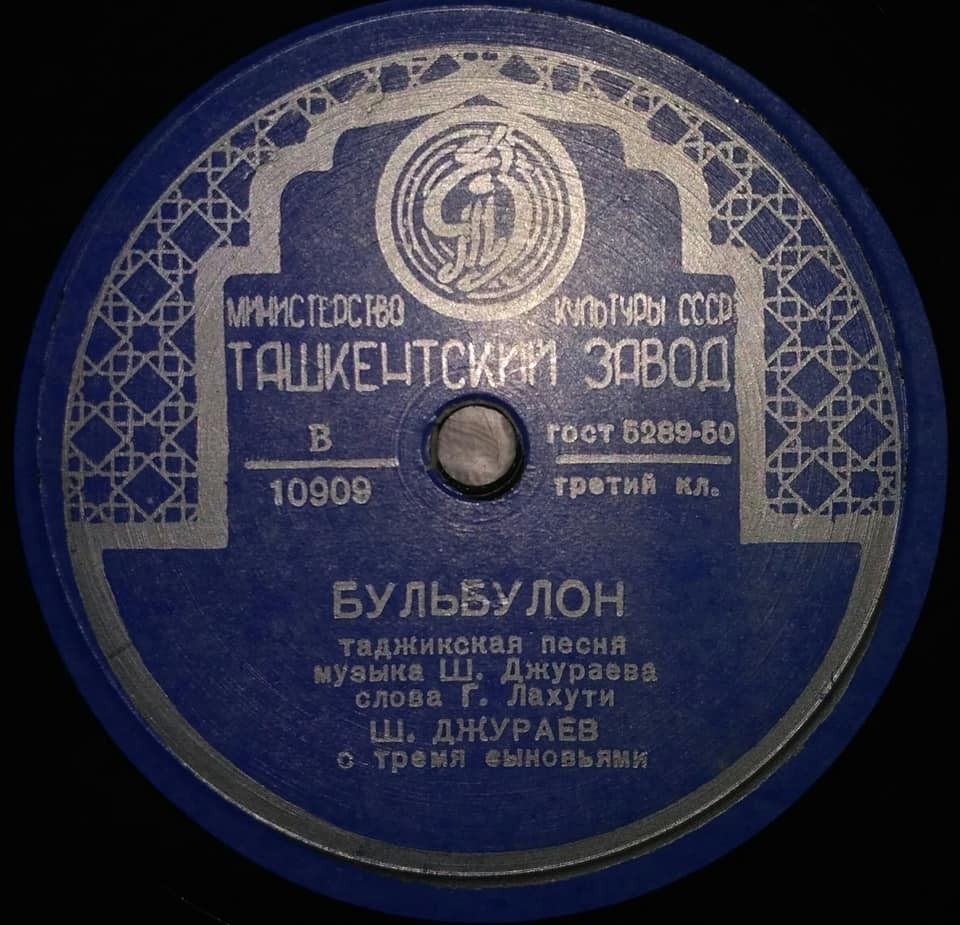 МИНИСТЕРСТВО КУЛЬТУРЫ СССР
ТАШКЕНТСКИЙ ЗАВОД
В
10909
ГОСТ 5289-50
третий кл.
БУЛЬБУЛОН
таджикская песня
музыка Ш. Джураева
слова Г. Лахути
Ш. ДЖУРАЕВ
с тремя сыновьями